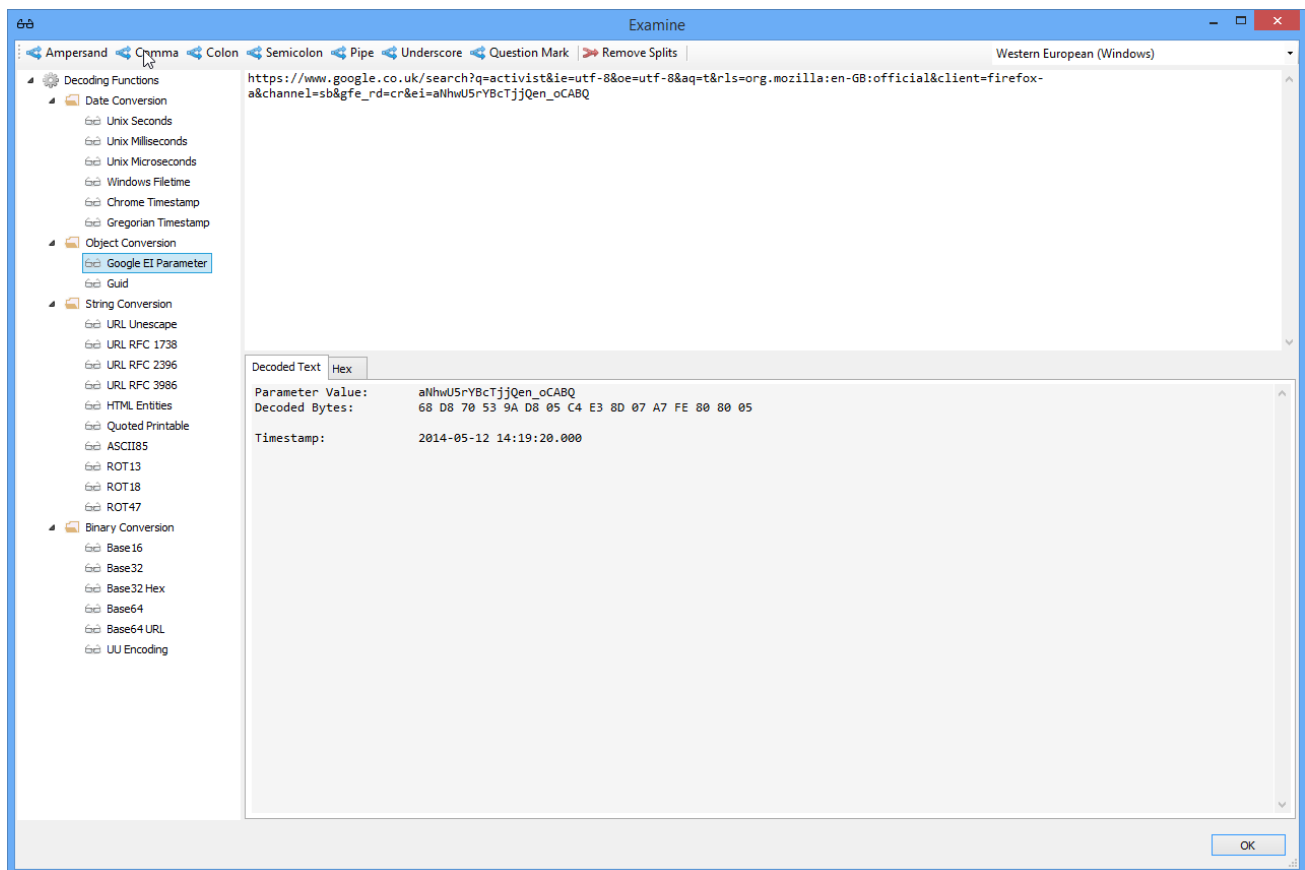 Examine
Ampersand Comma Colon Semicolon Pipe Underscore Question Mark Remove Splits Western European (Windows)
Decoding Functions
Date Conversion
Unix Seconds
Unix Milliseconds
Unix Microseconds
Windows Filetime
Chrome Timestamp
Gregorian Timestamp
Object Conversion
Google EI Parameter
Guid
String Conversion
URL Unescape
URL RFC 1738
URL RFC 2396
URL RFC 3986
HTML Entities
Quoted Printable
ASCII85
ROT13
ROT18
ROT47
Binary Conversion
Base16
Base32
Base32 Hex
Base64
Base64 URL
UU Encoding
https://www.google.co.uk/search?q=activist&ie=utf-8&oe=utf-8&aq=t&rls=org.mozilla:en-GB:official&client=firefox-
a&channel=sb&gfe_rd=cr&ei=aNhwU5rYBcTjjQen_oCABQ
Decoded Text Hex
Parameter Value: aNhwU5rYBcTjjQen_oCABQ
Decoded Bytes: 68 D8 70 53 9A D8 05 C4 E3 8D 07 A7 FE 80 80 05
Timestamp: 2014-05-12 14:19:20.000
OK